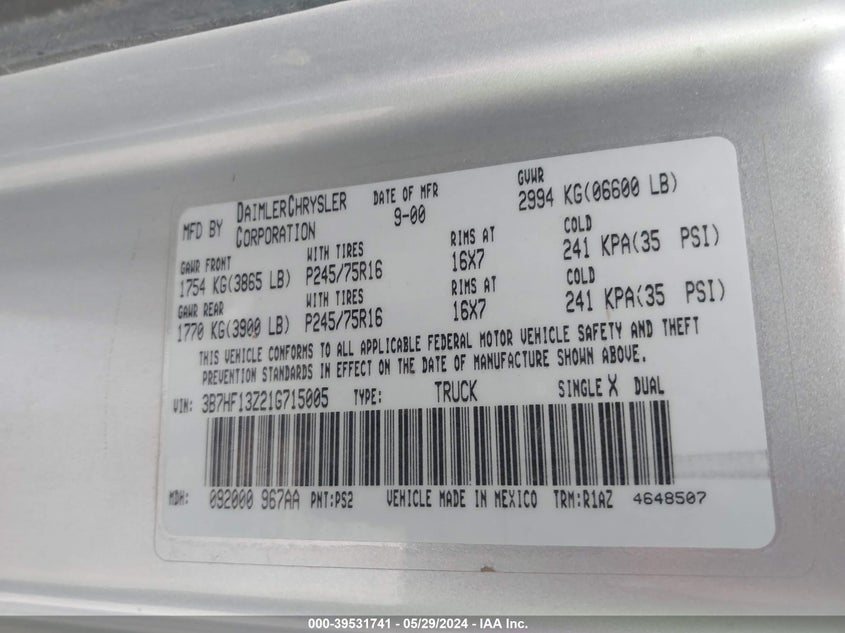 MFD BY DAIMLERCHRYSLER CORPORATION DATE OF MFR 9-00 GVWR 2994 KG(06600 LB)
GAWR FRONT WITH TIRES RIMS AT COLD
1754 KG(3865 LB) P245/75R16 16X7 241 KPA(35 PSI)
GAWR REAR WITH TIRES RIMS AT COLD
1770 KG(3900 LB) P245/75R16 16X7 241 KPA(35 PSI)
THIS VEHICLE CONFORMS TO ALL APPLICABLE FEDERAL MOTOR VEHICLE SAFETY AND THEFT
PREVENTION STANDARDS IN EFFECT ON THE DATE OF MANUFACTURE SHOWN ABOVE.
VIN: 3B7HF13Z21G715005 TYPE: TRUCK SINGLE X DUAL
MDH: 092000 967AA PNT:PS2 VEHICLE MADE IN MEXICO TRM:R1AZ 4648507
000-39531741 - 05/29/2024 - IAA Inc.